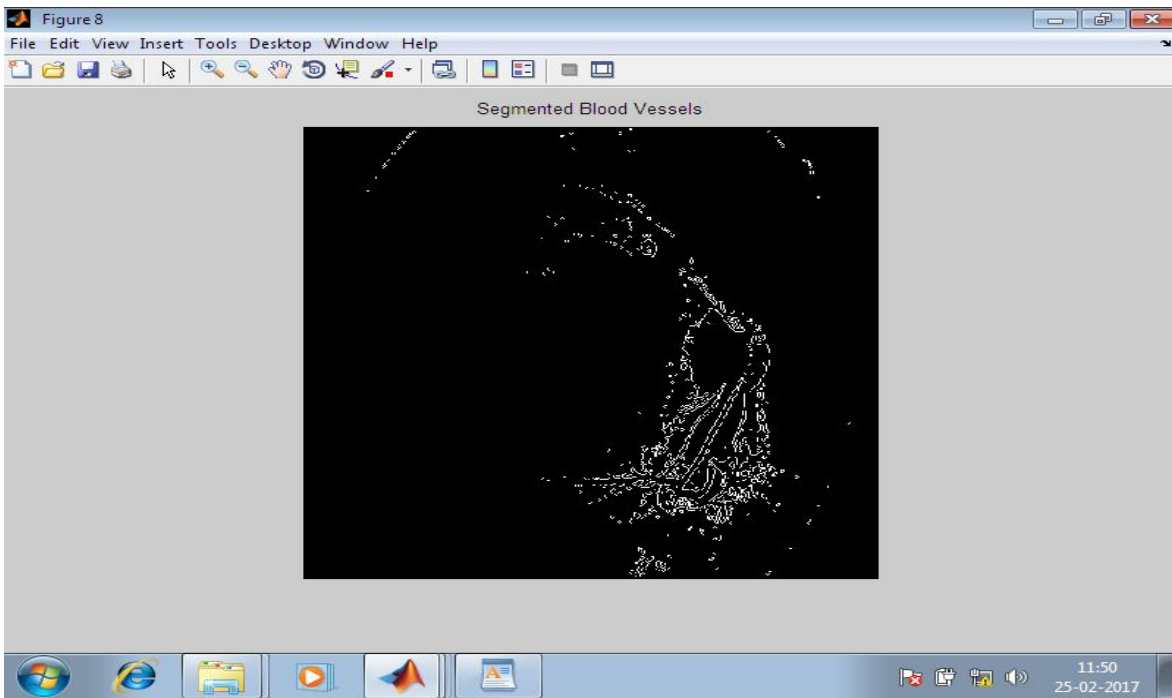 Figure 8
File Edit View Insert Tools Desktop Window Help
Segmented Blood Vessels
11:50
25-02-2017